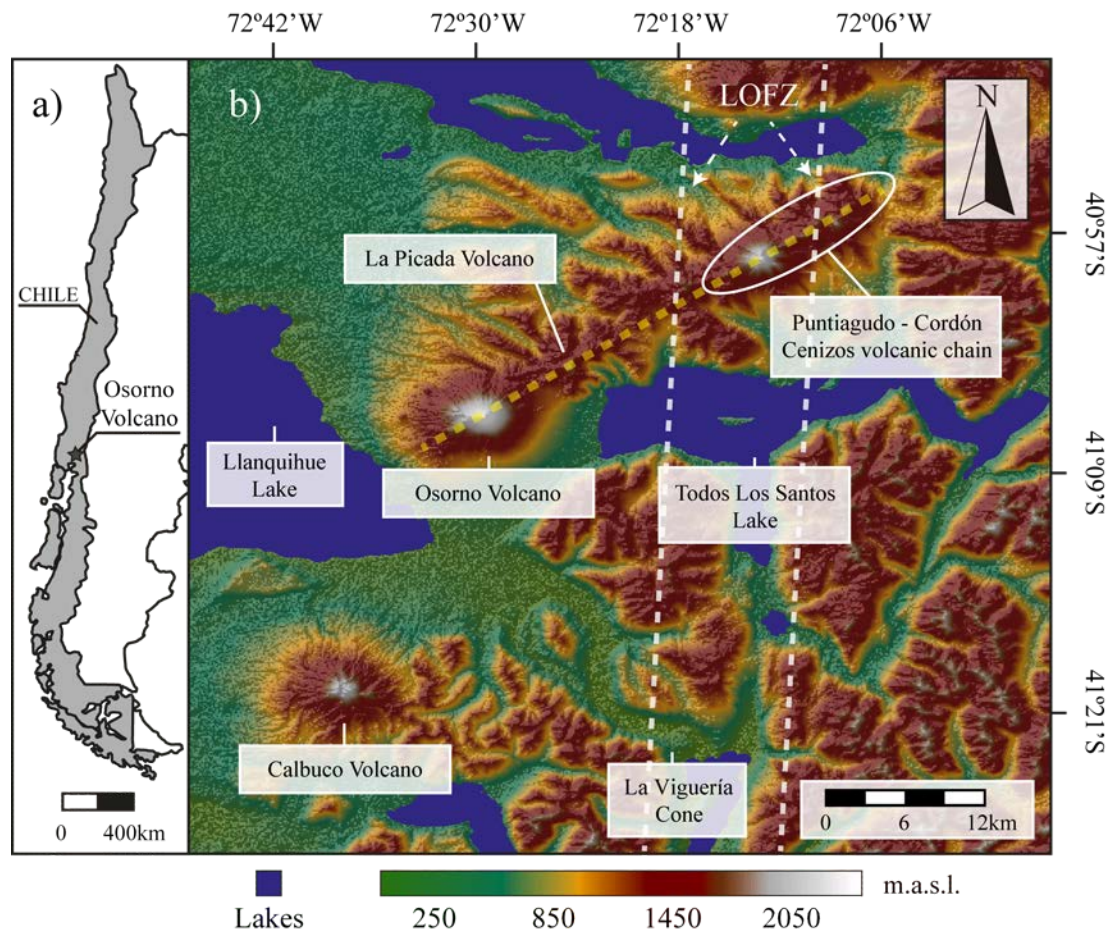 72º42’W
72º30’W
72º18’W
72º06’W
a)
b)
LOFZ
N
40º57’S
La Picada Volcano
CHILE
Puntiagudo - Cordón
Cenizos volcanic chain
Osorno
Volcano
Llanquihue
Lake
Osorno Volcano
Todos Los Santos
Lake
41º09’S
41º21’S
Calbuco Volcano
La Viguería
Cone
0
400km
0
6
12km
Lakes
250
850
1450
2050
m.a.s.l.